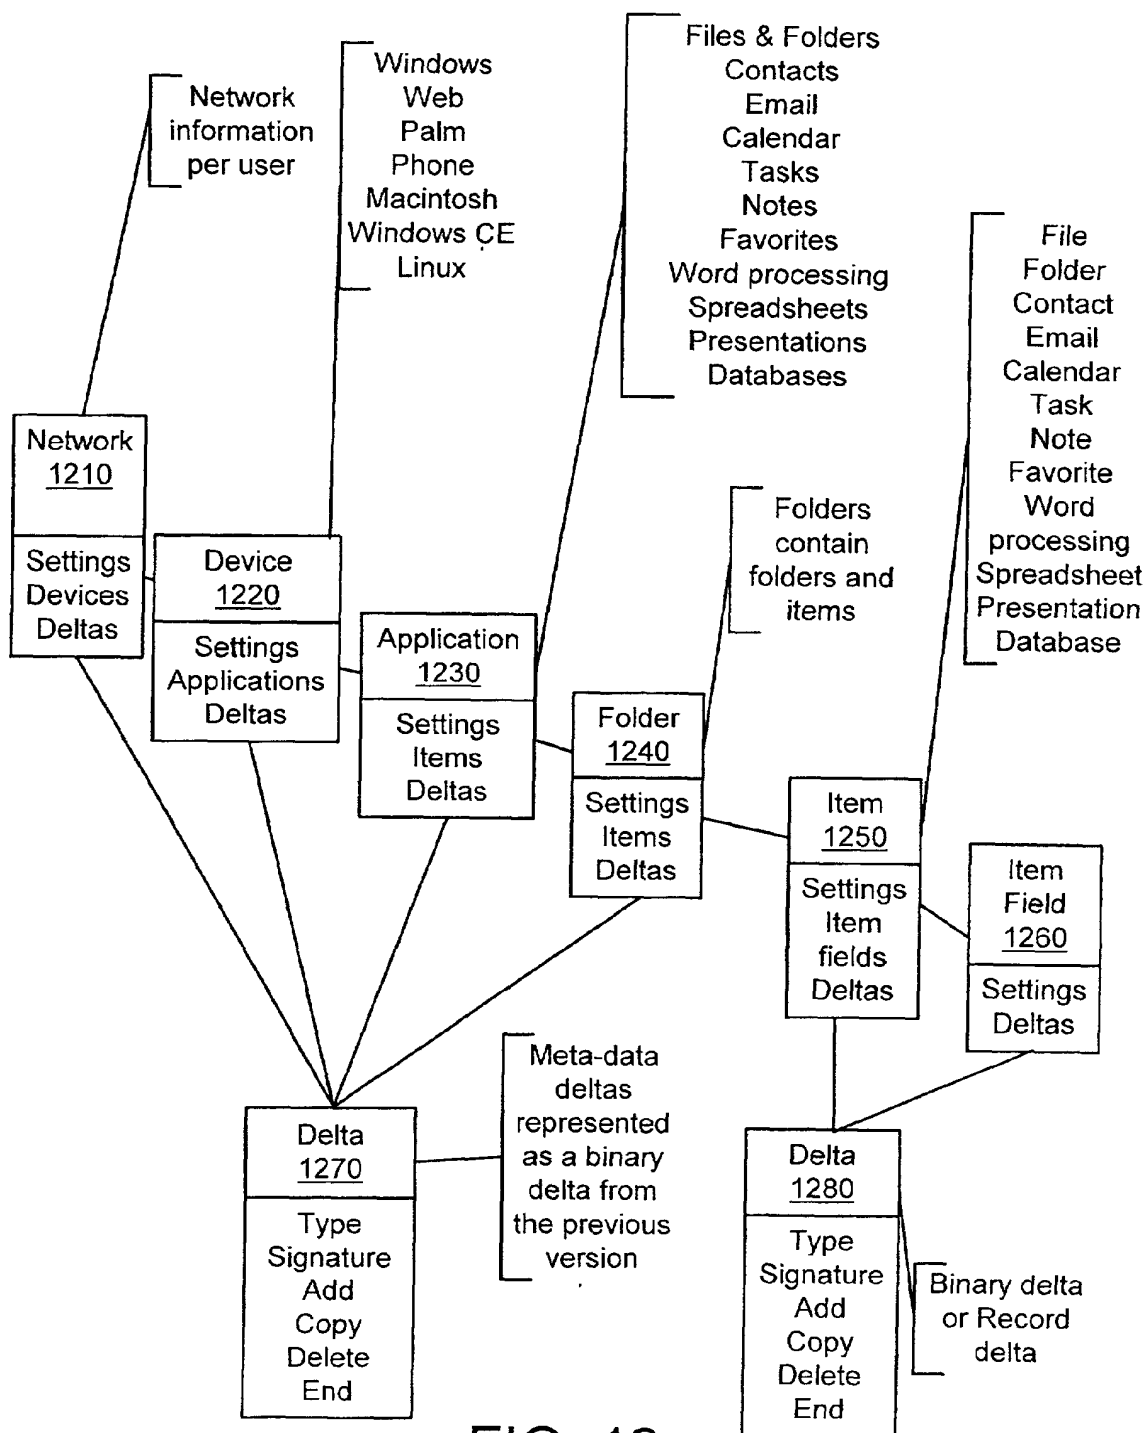 Network
information
per user
Windows
Web
Palm
Phone
Macintosh
Windows CE
Linux
Files & Folders
Contacts
Email
Calendar
Tasks
Notes
Favorites
Word processing
Spreadsheets
Presentations
Databases
File
Folder
Contact
Email
Calendar
Task
Note
Favorite
Word
processing
Spreadsheet
Presentation
Database
Folders
contain
folders and
items
Network
1210
Settings
Devices
Deltas
Device
1220
Settings
Applications
Deltas
Application
1230
Settings
Items
Deltas
Folder
1240
Settings
Items
Deltas
Item
1250
Settings
Item
fields
Deltas
Item
Field
1260
Settings
Deltas
Delta
1270
Type
Signature
Add
Copy
Delete
End
Meta-data
deltas
represented
as a binary
delta from
the previous
version
Delta
1280
Type
Signature
Add
Copy
Delete
End
Binary delta
or Record
delta
FIG.